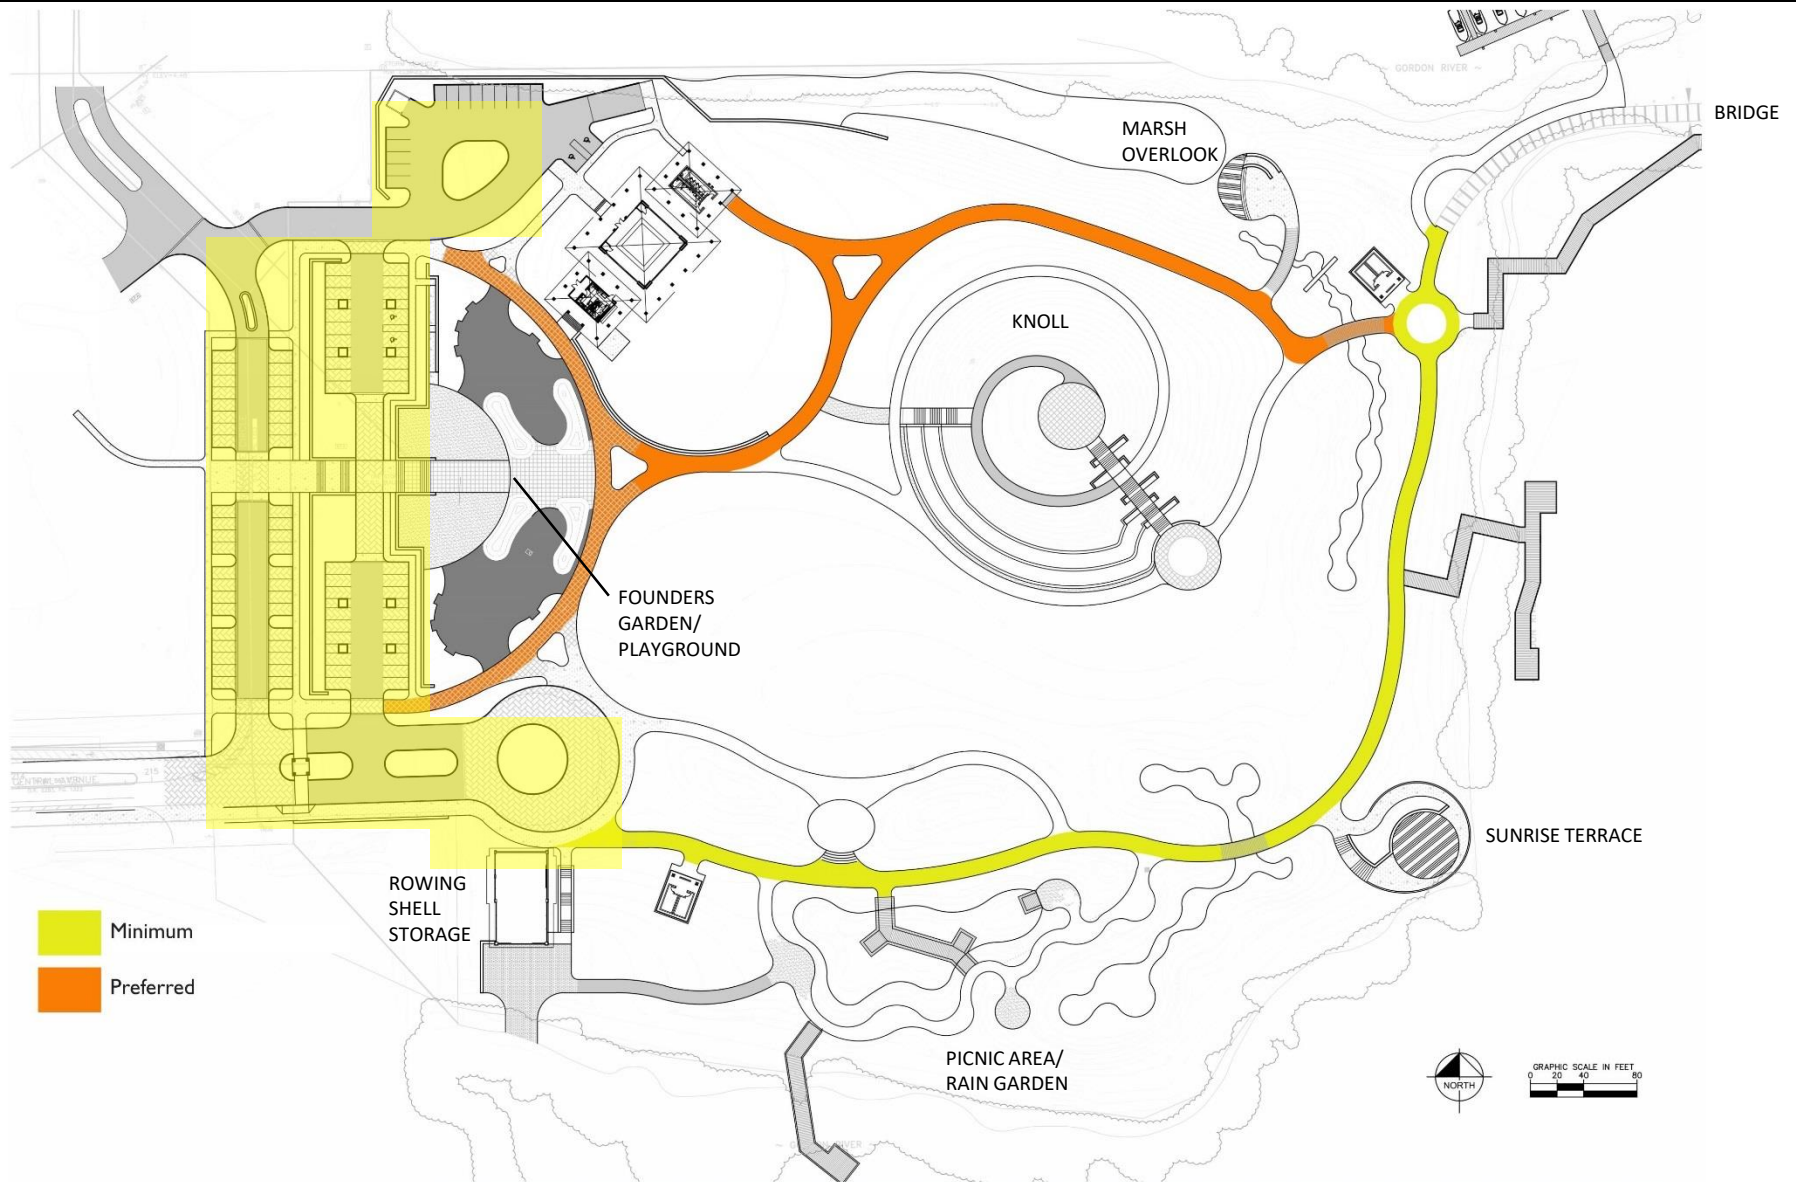 ~ GORDON RIVER ~
BRIDGE
MARSH
OVERLOOK
KNOLL
FOUNDERS
GARDEN/
PLAYGROUND
SUNRISE TERRACE
ROWING
SHELL
STORAGE
Minimum
Preferred
PICNIC AREA/
RAIN GARDEN
NORTH
GRAPHIC SCALE IN FEET
0 20 40 80
RIVER ~